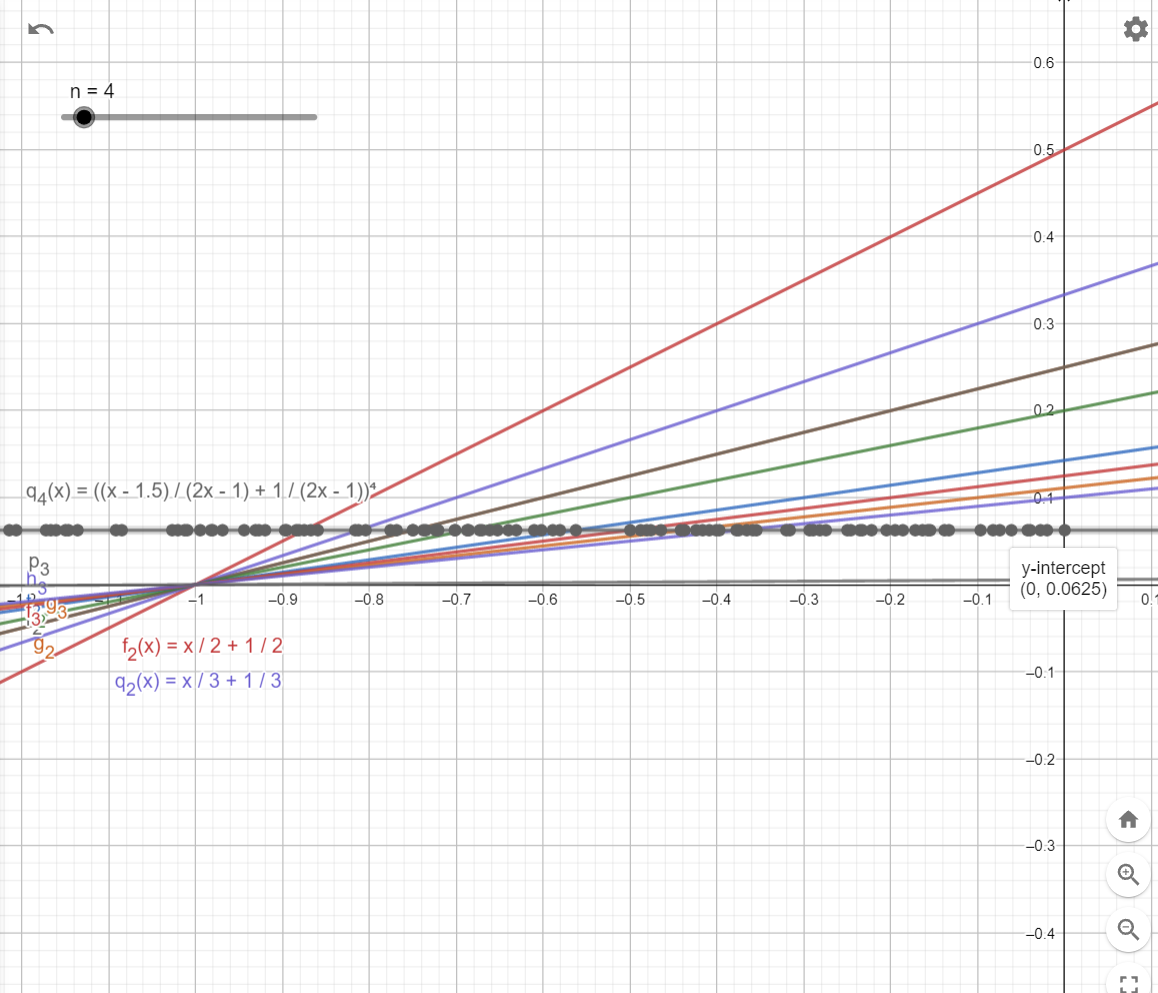 0.6
n = 4
0.5
0.4
0.3
0.2
q₄(x) = ((x - 1.5) / (2x - 1) + 1 / (2x - 1))⁴
0.1
p₃
h₃
y-intercept
(0, 0.0625)
–1 –0.9 –0.8 –0.7 –0.6 –0.5 –0.4 –0.3 –0.2 –0.1 0.1
f₃ g₃
g₂
f₂(x) = x / 2 + 1 / 2
q₂(x) = x / 3 + 1 / 3
–0.1
–0.2
–0.3
–0.4